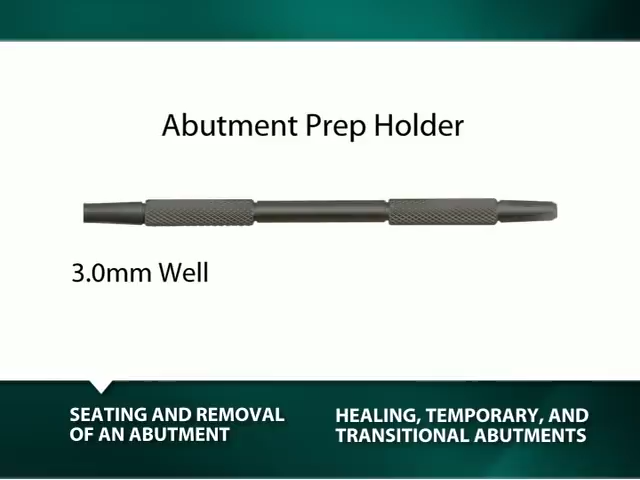 Abutment Prep Holder
3.0mm Well
SEATING AND REMOVAL
OF AN ABUTMENT
HEALING, TEMPORARY, AND
TRANSITIONAL ABUTMENTS